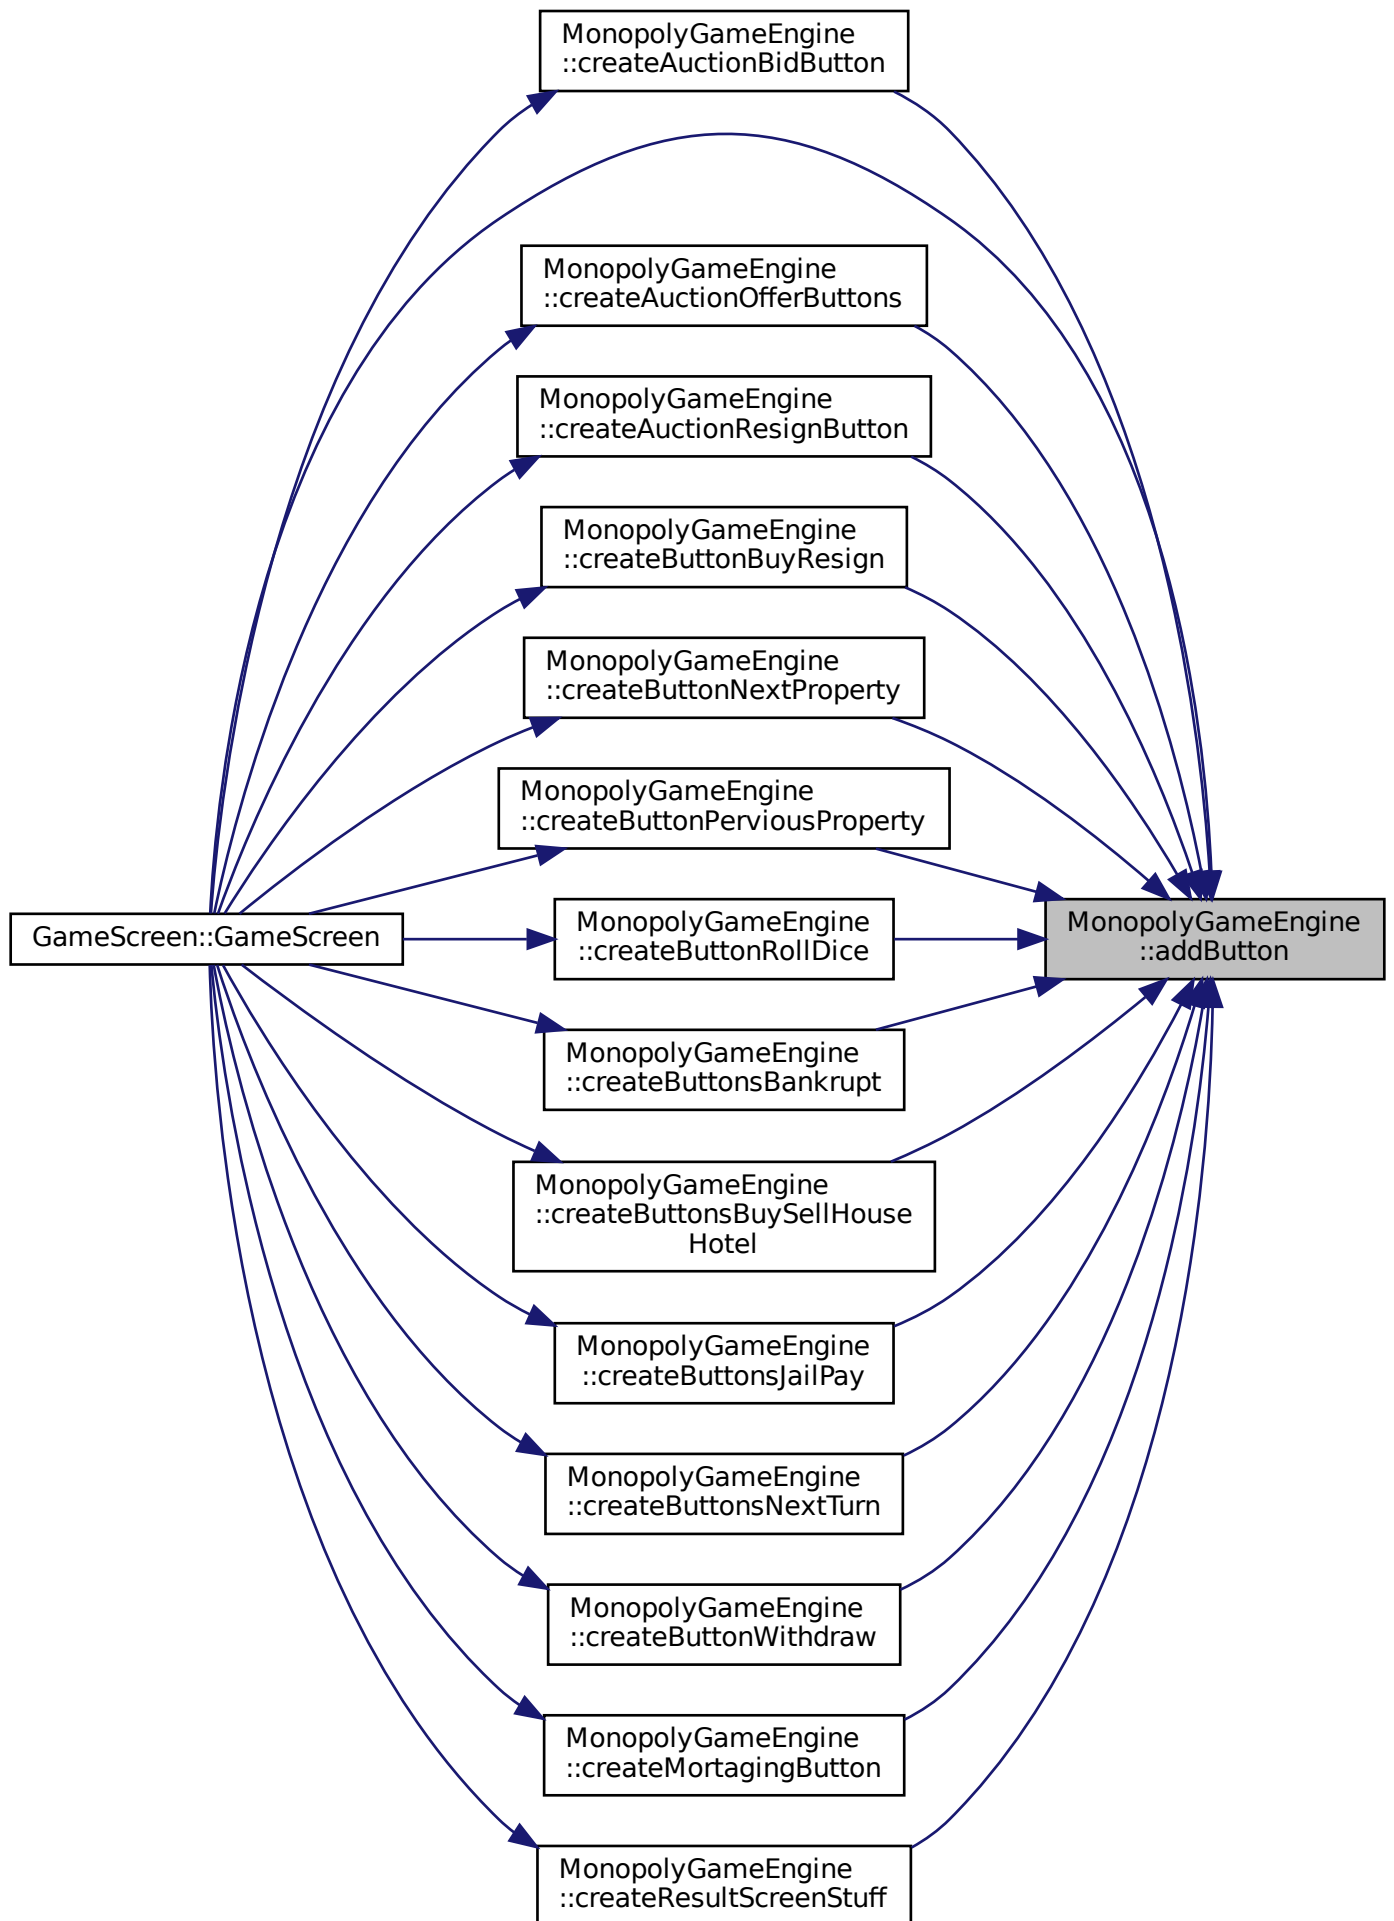 MonopolyGameEngine
::createAuctionBidButton
MonopolyGameEngine
::createAuctionOfferButtons
MonopolyGameEngine
::createAuctionResignButton
MonopolyGameEngine
::createButtonBuyResign
MonopolyGameEngine
::createButtonNextProperty
MonopolyGameEngine
::createButtonPerviousProperty
GameScreen::GameScreen
MonopolyGameEngine
::createButtonRollDice
MonopolyGameEngine
::addButton
MonopolyGameEngine
::createButtonsBankrupt
MonopolyGameEngine
::createButtonsBuySellHouse
Hotel
MonopolyGameEngine
::createButtonsJailPay
MonopolyGameEngine
::createButtonsNextTurn
MonopolyGameEngine
::createButtonWithdraw
MonopolyGameEngine
::createMortagingButton
MonopolyGameEngine
::createResultScreenStuff